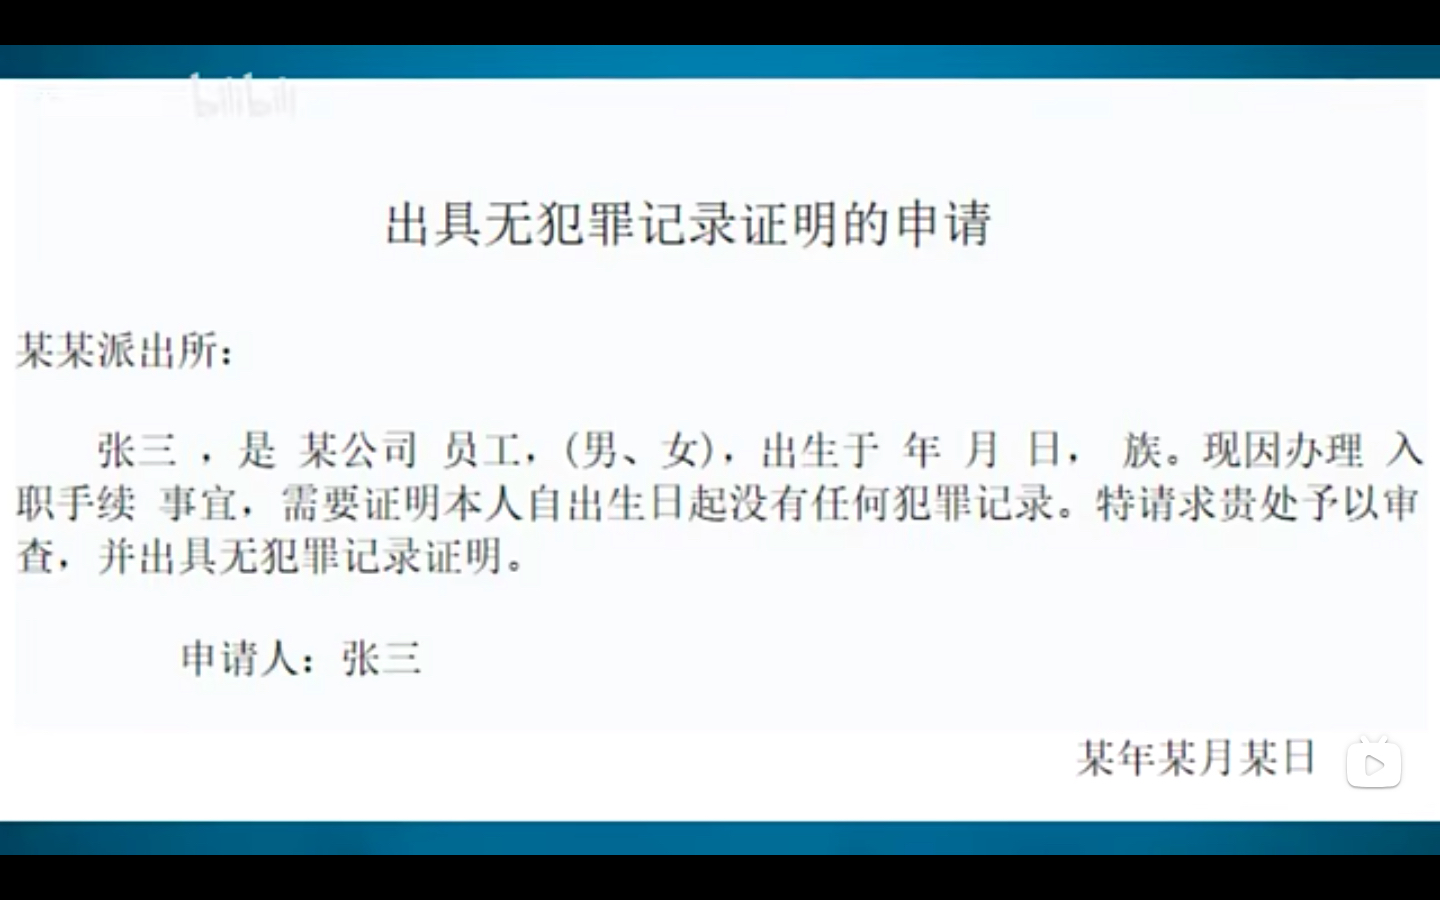 bilibili
出具无犯罪记录证明的申请
某某派出所：
张三 ，是 某公司 员工，(男、女)，出生于 年 月 日， 族。现因办理 入
职手续 事宜，需要证明本人自出生日起没有任何犯罪记录。特请求贵处予以审
查，并出具无犯罪记录证明。
申请人：张三
某年某月某日